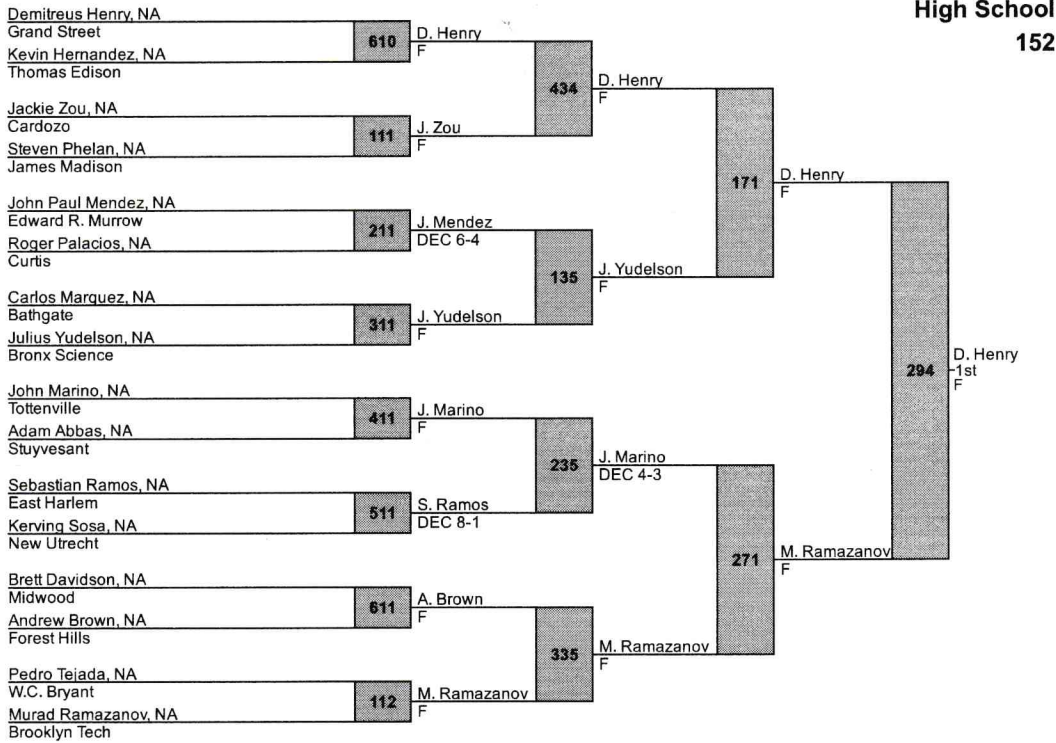 High School
152
Demitreus Henry, NA
Grand Street
610
Kevin Hernandez, NA
Thomas Edison
D. Henry
F
Jackie Zou, NA
Cardozo
111
Steven Phelan, NA
James Madison
J. Zou
F
434
D. Henry
F
John Paul Mendez, NA
Edward R. Murrow
211
Roger Palacios, NA
Curtis
J. Mendez
DEC 6-4
Carlos Marquez, NA
Bathgate
311
Julius Yudelson, NA
Bronx Science
J. Yudelson
F
135
J. Yudelson
F
171
D. Henry
F
John Marino, NA
Tottenville
411
Adam Abbas, NA
Stuyvesant
J. Marino
F
Sebastian Ramos, NA
East Harlem
511
Kerving Sosa, NA
New Utrecht
S. Ramos
DEC 8-1
235
J. Marino
DEC 4-3
Brett Davidson, NA
Midwood
611
Andrew Brown, NA
Forest Hills
A. Brown
F
Pedro Tejada, NA
W.C. Bryant
112
Murad Ramazanov, NA
Brooklyn Tech
M. Ramazanov
F
335
M. Ramazanov
F
271
M. Ramazanov
F
294
D. Henry
1st
F